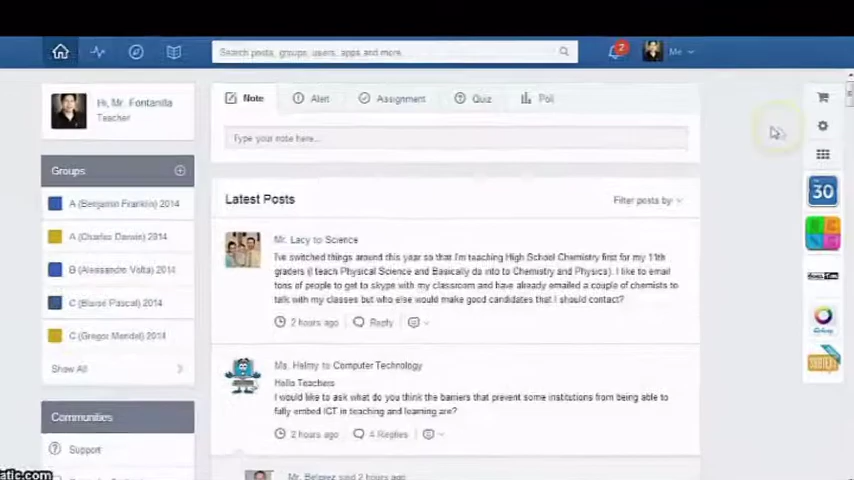 Search posts, groups, users, apps and more...
2
Me
Hi, Mr. Fontanilla
Teacher
Note
Alert
Assignment
Quiz
Poll
Type your note here...
Groups
A (Benjamin Franklin) 2014
A (Charles Darwin) 2014
B (Alessandro Volta) 2014
C (Blaise Pascal) 2014
C (Gregor Mendel) 2014
Show All
Communities
Support
Latest Posts
Filter posts by
Mr. Lacy to Science
I've switched things around this year so that I'm teaching High School Chemistry first for my 11th
graders (I teach Physical Science and Basically do into to Chemistry and Physics). I like to email
tons of people to get to skype with my classroom and have already emailed a couple of chemists to
talk with my classes but who else would make good candidates that I should contact?
2 hours ago
Reply
Ms. Helmy to Computer Technology
Hello Teachers
I would like to ask what do you think the barriers that prevent some institutions from being able to
fully embed ICT in teaching and learning are?
2 hours ago
4 Replies
Mr. Belgrez said 2 hours ago
30
SUBTEXT
atic.com